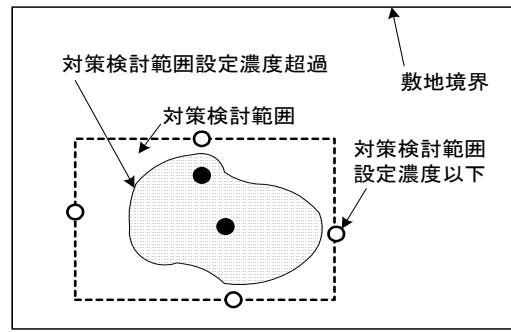 対策検討範囲設定濃度超過
敷地境界
対策検討範囲
対策検討範囲
設定濃度以下